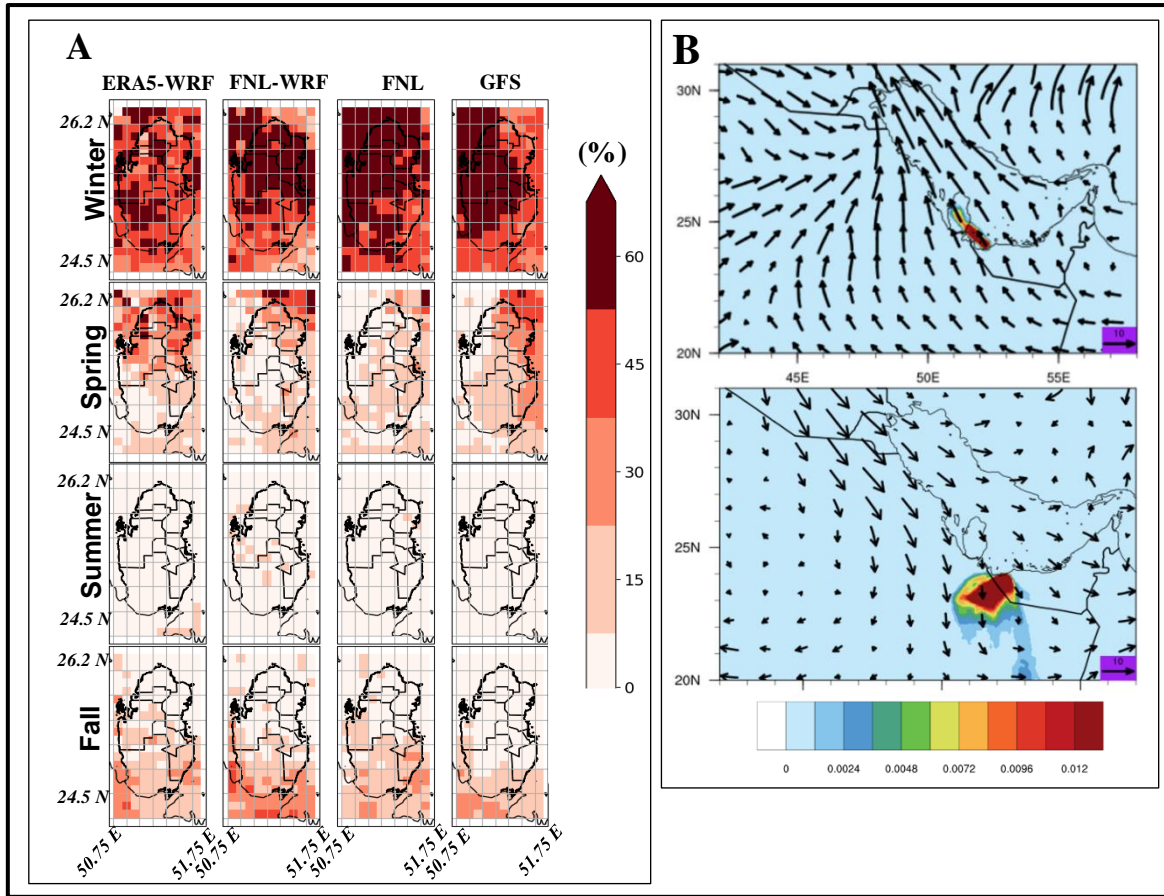 A
ERA5-WRF FNL-WRF FNL GFS
26.2 N
Winter
24.5 N
26.2 N
Spring
24.5 N
26.2 N
Summer
24.5 N
26.2 N
Fall
24.5 N
50.75 E 51.75 E 50.75 E 51.75 E 50.75 E 51.75 E 50.75 E 51.75 E
(%)
60
45
30
15
0
B
30N
25N
20N
10
45E 50E 55E
30N
25N
20N
10
0 0.0024 0.0048 0.0072 0.0096 0.012